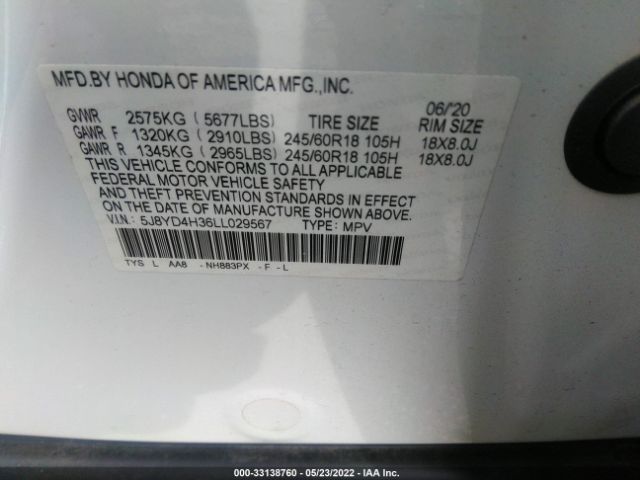 MFD.BY HONDA OF AMERICA MFG.,INC.
06/'20
GVWR 2575KG ( 5677LBS) TIRE SIZE RIM SIZE
GAWR F 1320KG ( 2910LBS) 245/60R18 105H 18X8.0J
GAWR R 1345KG ( 2965LBS) 245/60R18 105H 18X8.0J
THIS VEHICLE CONFORMS TO ALL APPLICABLE
FEDERAL MOTOR VEHICLE SAFETY
AND THEFT PREVENTION STANDARDS IN EFFECT
ON THE DATE OF MANUFACTURE SHOWN ABOVE.
V.I.N.: 5J8YD4H36LL029567 TYPE: MPV
TYS L AA8 - NH883PX - F - L
000-33138760 - 05/23/2022 - IAA Inc.